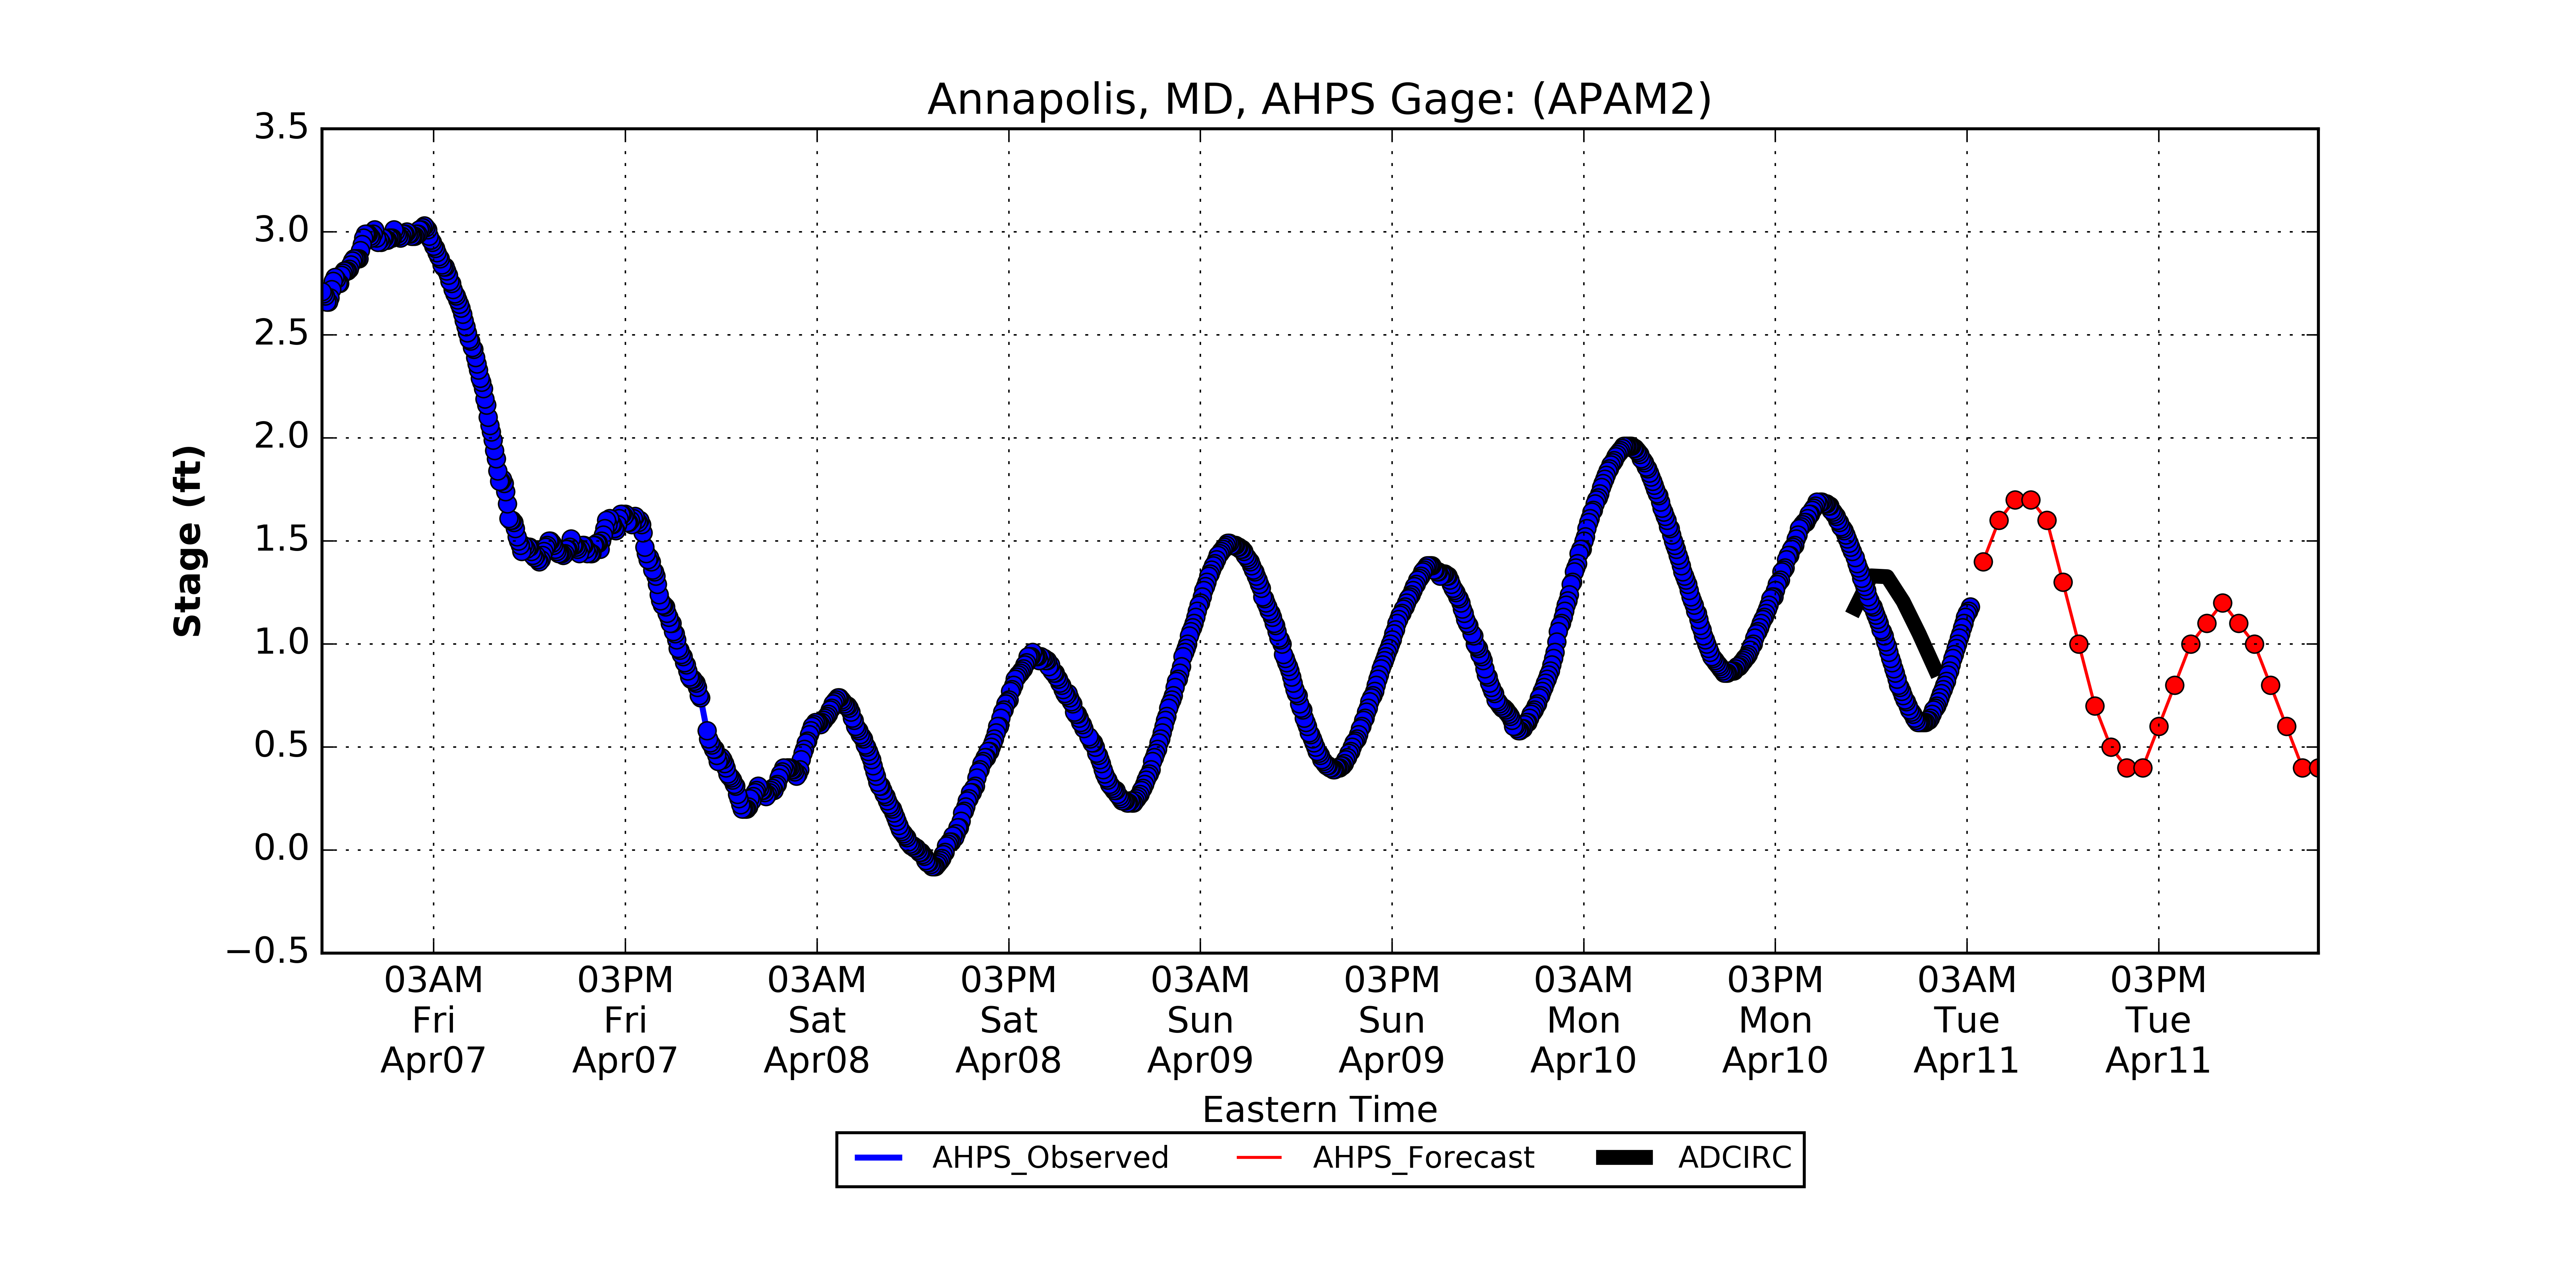 Annapolis, MD, AHPS Gage: (APAM2)
Stage (ft)
3.5
3.0
2.5
2.0
1.5
1.0
0.5
0.0
−0.5
03AM 03PM 03AM 03PM 03AM 03PM 03AM 03PM 03AM 03PM
Fri Fri Sat Sat Sun Sun Mon Mon Tue Tue
Apr07 Apr07 Apr08 Apr08 Apr09 Apr09 Apr10 Apr10 Apr11 Apr11
Eastern Time
AHPS_Observed AHPS_Forecast ADCIRC